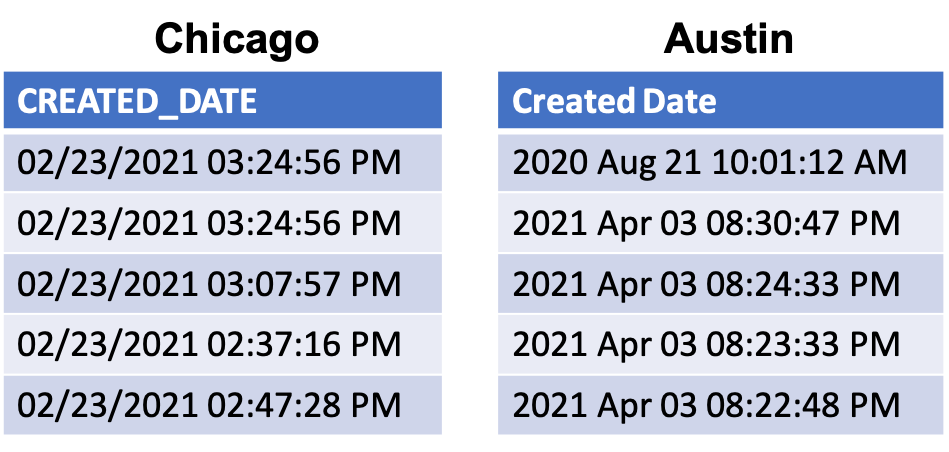 Chicago
CREATED_DATE
02/23/2021 03:24:56 PM
02/23/2021 03:24:56 PM
02/23/2021 03:07:57 PM
02/23/2021 02:37:16 PM
02/23/2021 02:47:28 PM
Austin
Created Date
2020 Aug 21 10:01:12 AM
2021 Apr 03 08:30:47 PM
2021 Apr 03 08:24:33 PM
2021 Apr 03 08:23:33 PM
2021 Apr 03 08:22:48 PM